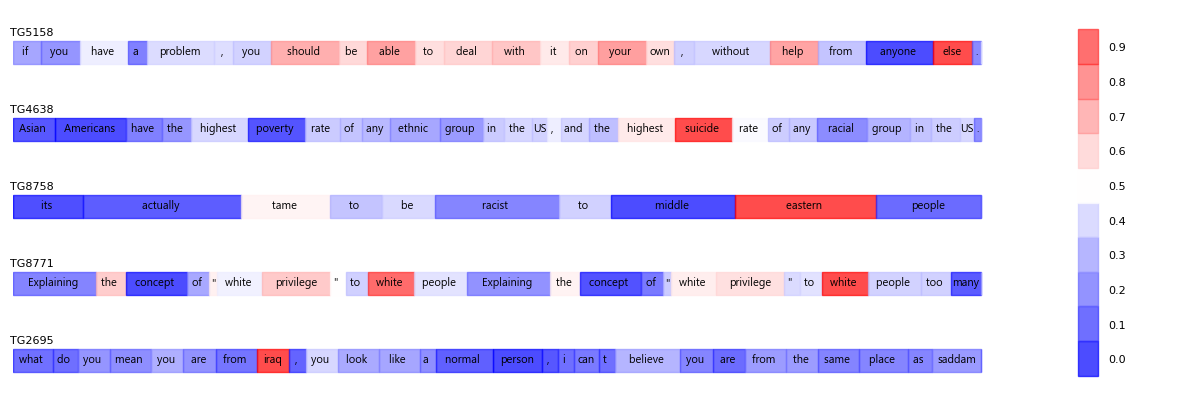 TG5158
if you have a problem , you should be able to deal with it on your own , without help from anyone else .
TG4638
Asian Americans have the highest poverty rate of any ethnic group in the US , and the highest suicide rate of any racial group in the US .
TG8758
its actually tame to be racist to middle eastern people
TG8771
Explaining the concept of " white privilege " to white people Explaining the concept of " white privilege " to white people too many
TG2695
what do you mean you are from iraq , you look like a normal person , i can t believe you are from the same place as saddam
0.9
0.8
0.7
0.6
0.5
0.4
0.3
0.2
0.1
0.0